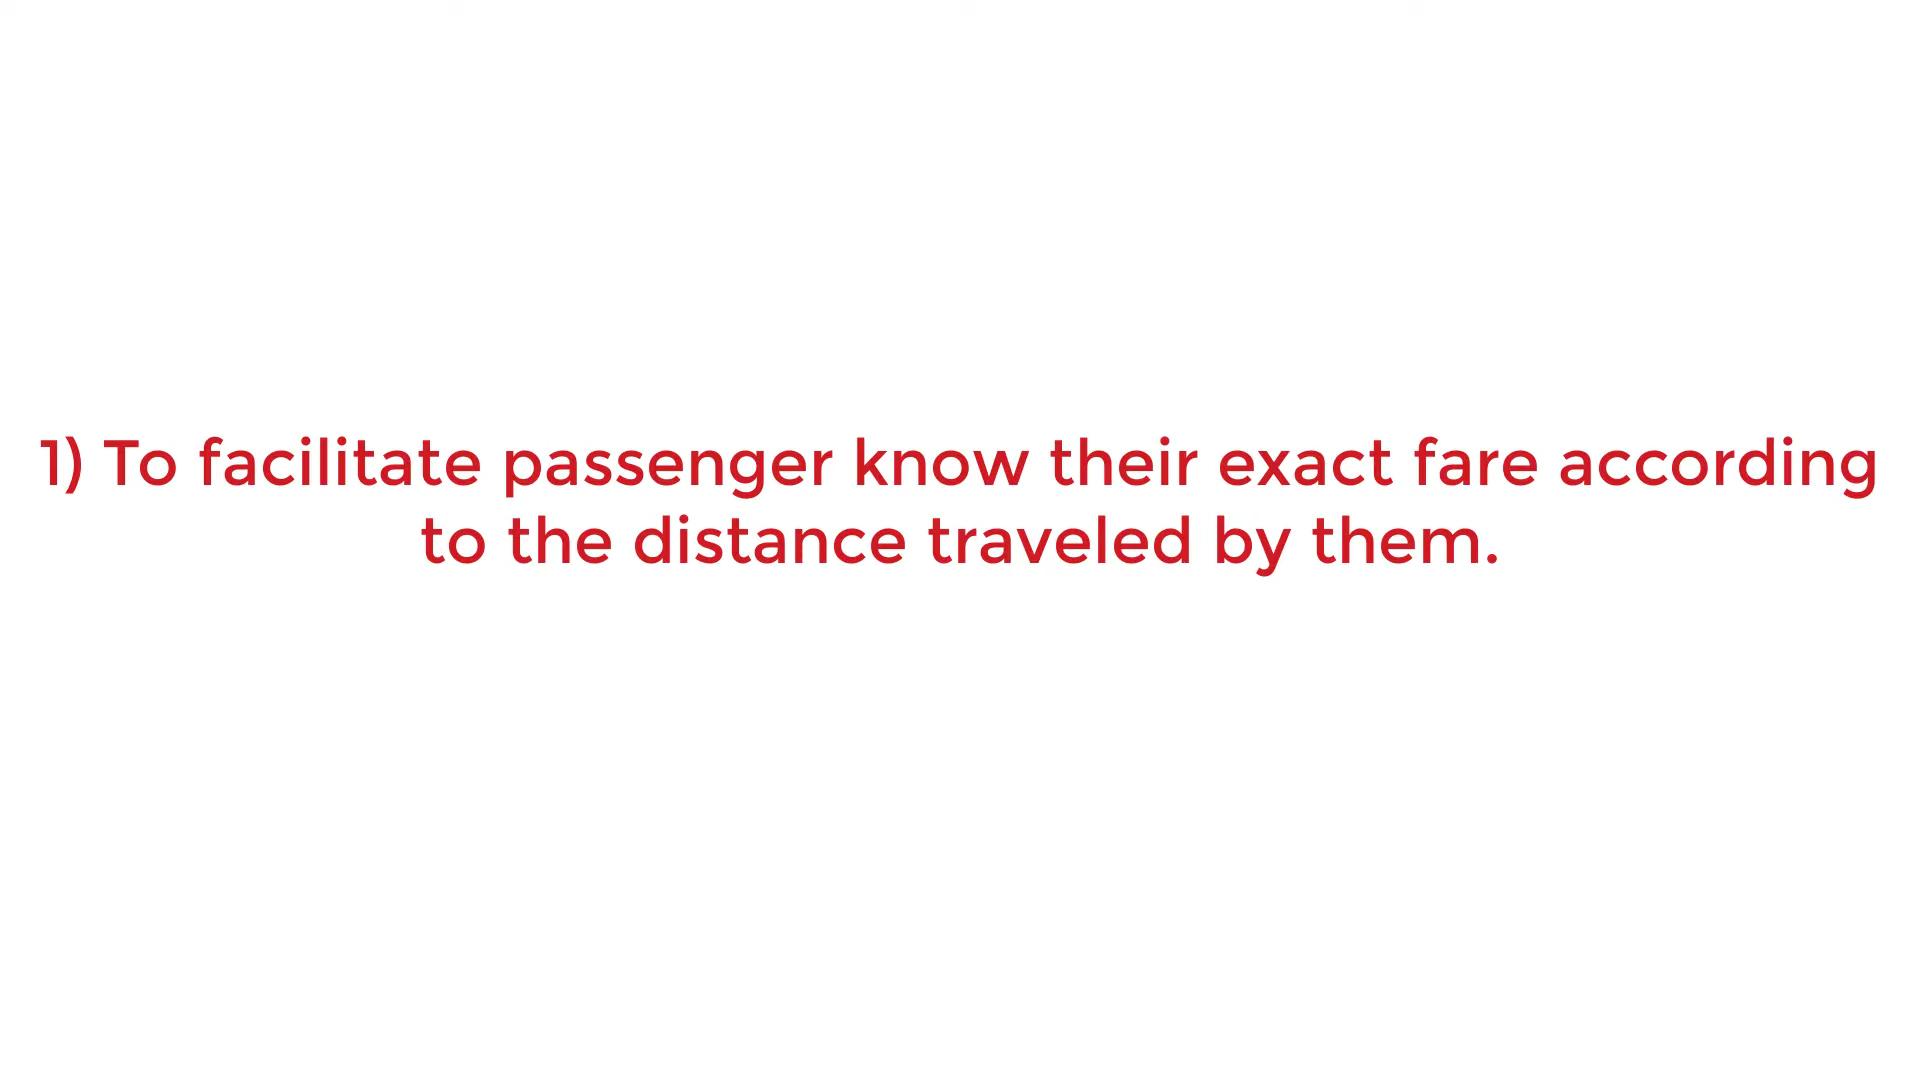 1) To facilitate passenger know their exact fare according
to the distance traveled by them.